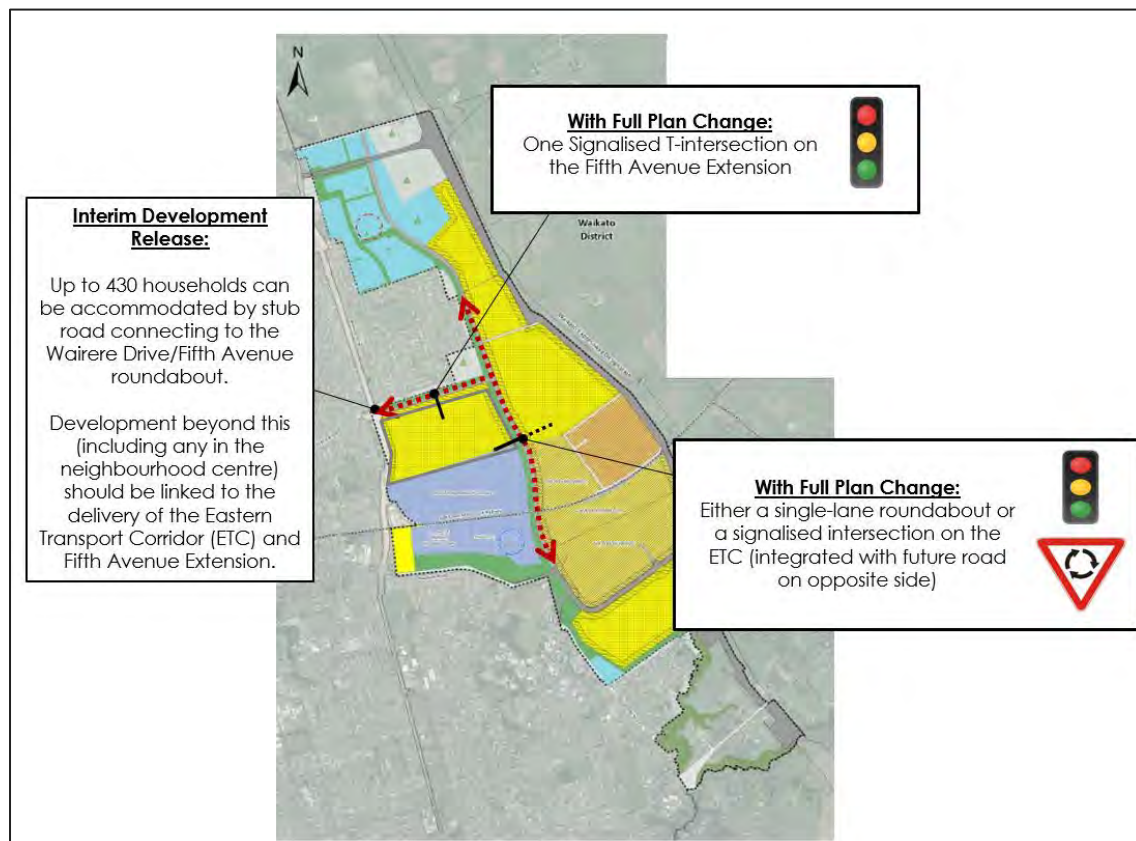 N
With Full Plan Change:
One Signalised T-intersection on
the Fifth Avenue Extension
Waikato
District
Interim Development
Release:
Up to 430 households can
be accommodated by stub
road connecting to the
Wairere Drive/Fifth Avenue
roundabout.
Development beyond this
(including any in the
neighbourhood centre)
should be linked to the
delivery of the Eastern
Transport Corridor (ETC) and
Fifth Avenue Extension.
With Full Plan Change:
Either a single-lane roundabout or
a signalised intersection on the
ETC (integrated with future road
on opposite side)